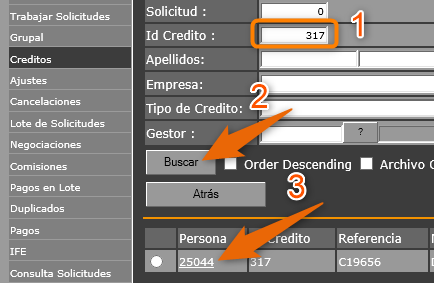 Trabajar Solicitudes
Grupal
Creditos
Ajustes
Cancelaciones
Lote de Solicitudes
Negociaciones
Comisiones
Pagos en Lote
Duplicados
Pagos
IFE
Consulta Solicitudes
Solicitud : 0
Id Credito : 317 1
Apellidos:
Empresa:
Tipo de Credito: 2
Gestor : ?
Buscar Order Descending Archivo
Atrás 3
Persona Credito Referencia
25044 317 C19656